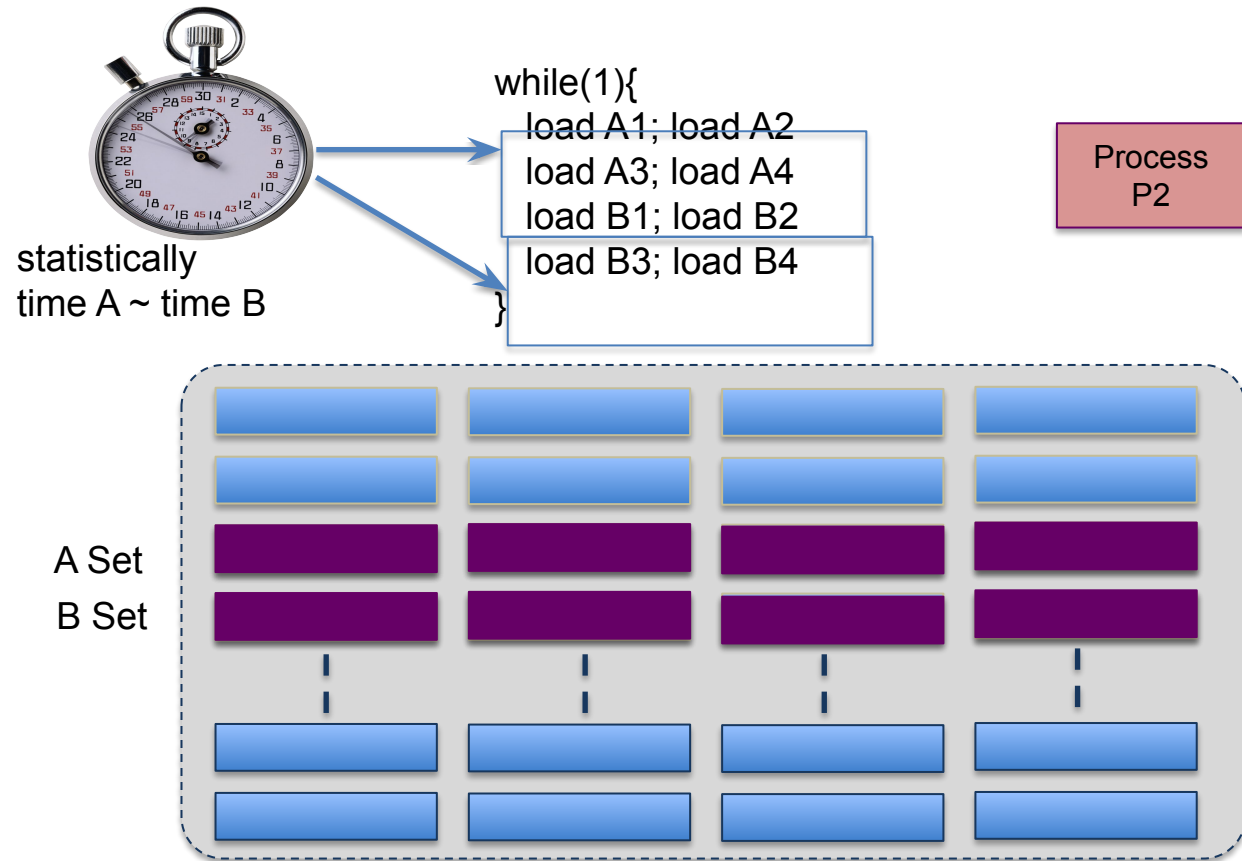 while(1){
load A1; load A2
load A3; load A4
load B1; load B2
load B3; load B4
}
Process
P2
statistically
time A ~ time B
A Set
B Set